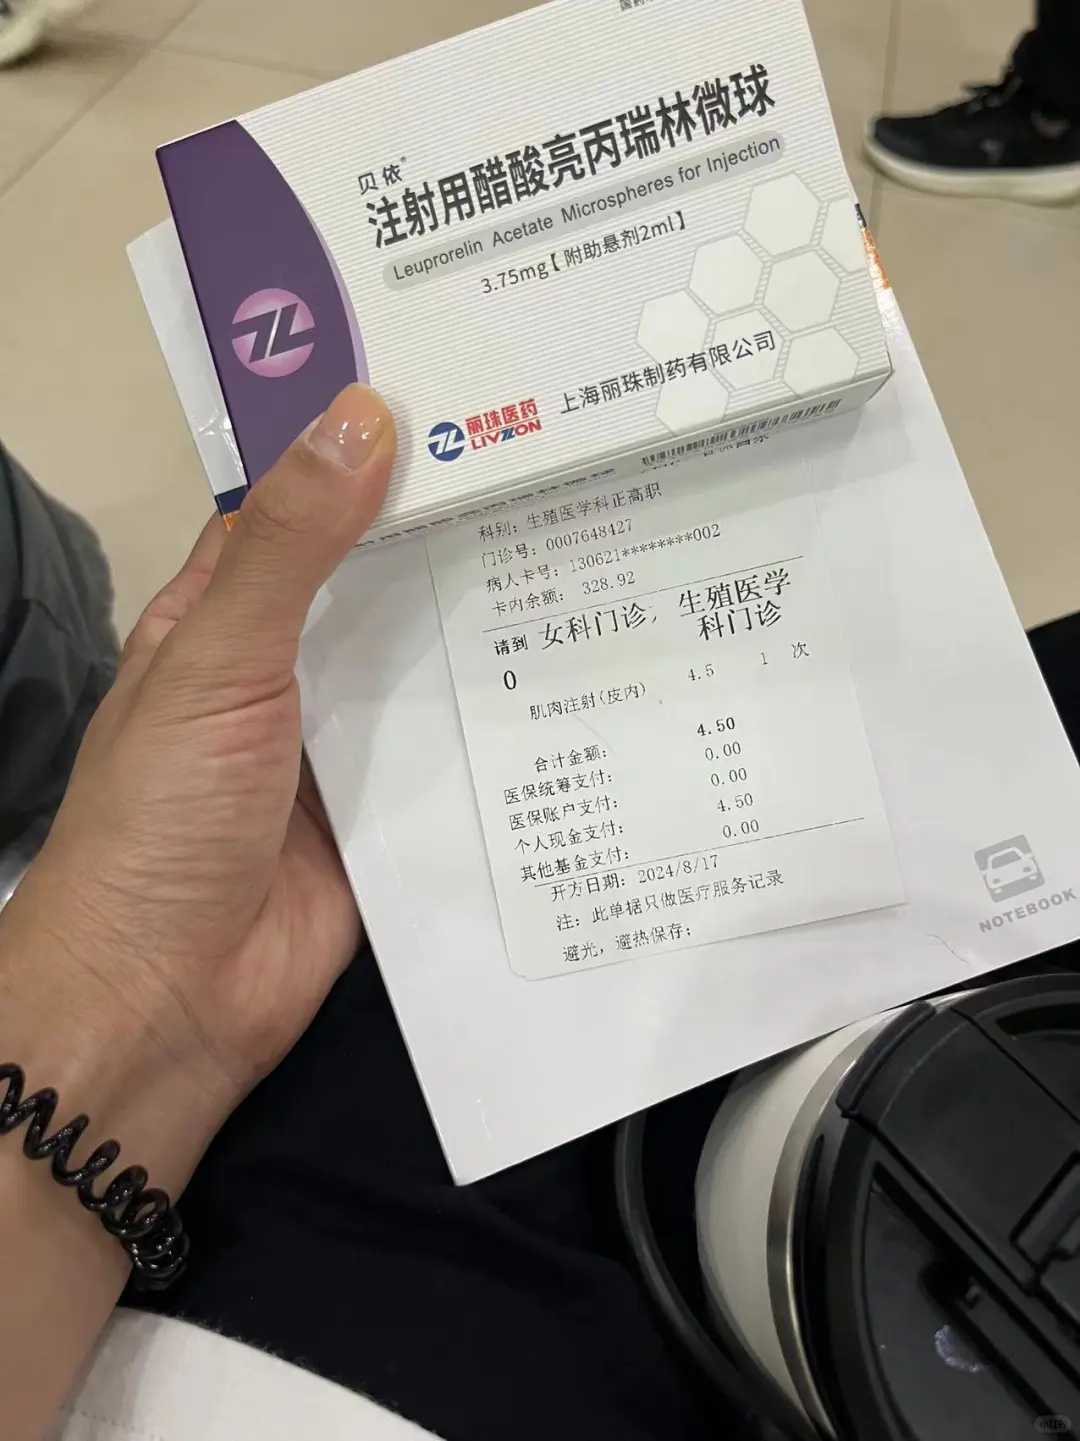 贝依®
注射用醋酸亮丙瑞林微球
Leuprorelin Acetate Microspheres for Injection
3.75mg【附助悬剂2ml】
丽珠医药
LIVZON
上海丽珠制药有限公司
科别：生殖医学科正高职
门诊号：0007648427
病人卡号：130621********002
卡内余额： 328.92
请到 女科门诊， 生殖医学
科门诊
0
肌肉注射(皮内) 4.5 1 次
合计金额： 4.50
医保统筹支付： 0.00
医保账户支付： 0.00
个人现金支付： 4.50
其他基金支付： 0.00
开方日期：2024/8/17
注：此单据只做医疗服务记录
避光，避热保存；
NOTEBOOK